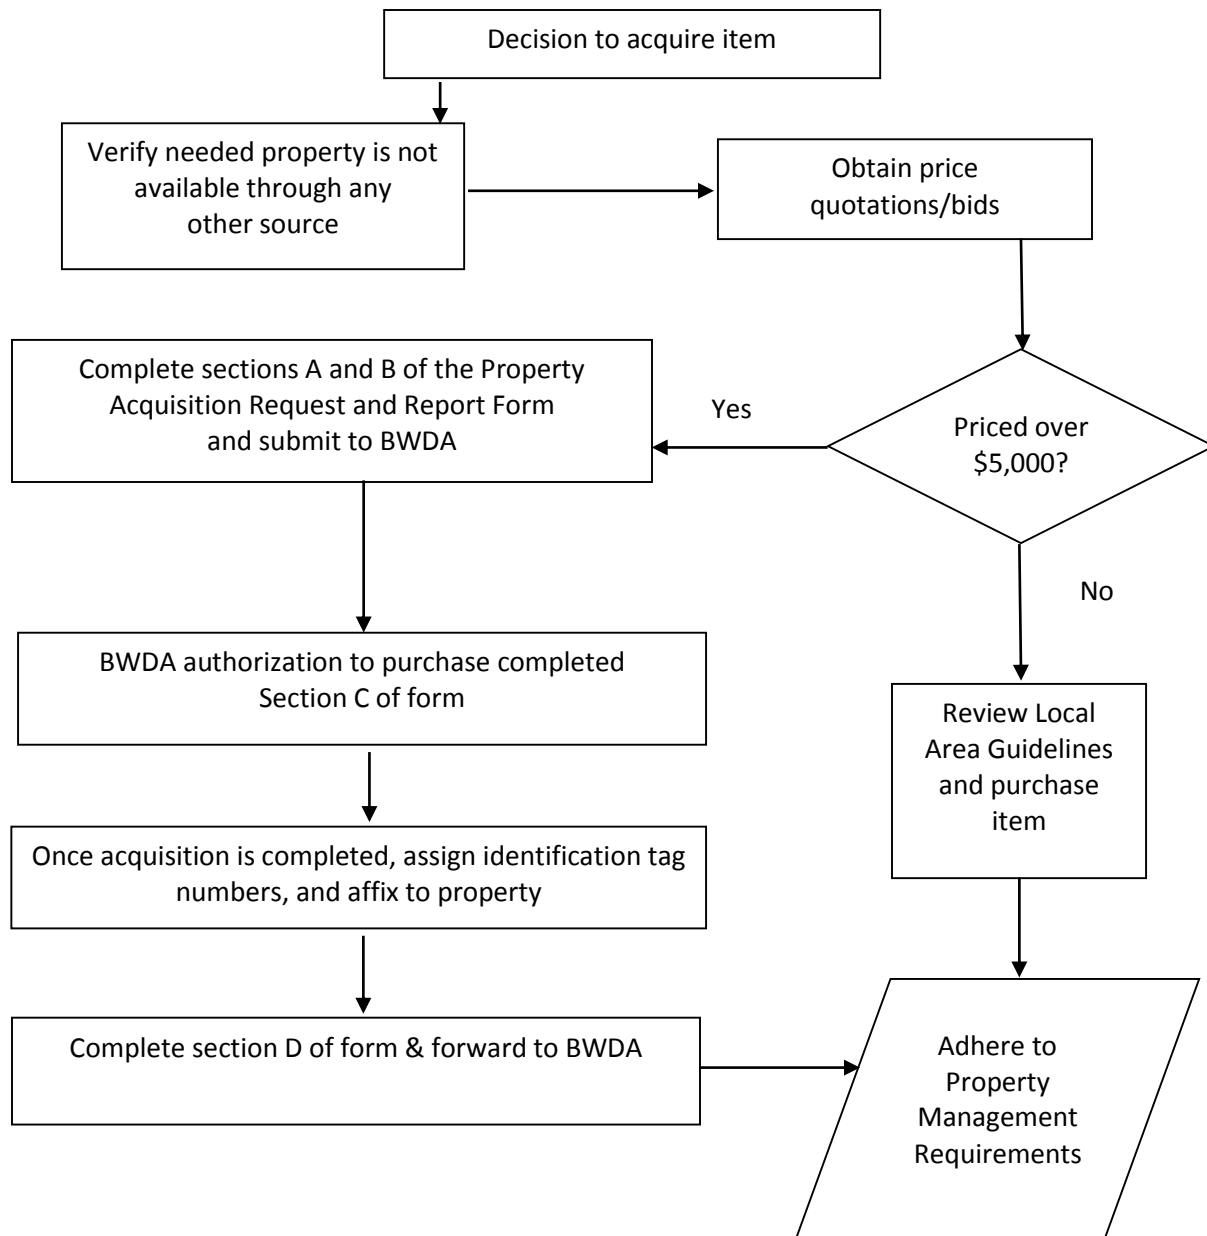 Decision to acquire item
Verify needed property is not
available through any
other source
Obtain price
quotations/bids
Complete sections A and B of the Property
Acquisition Request and Report Form
and submit to BWDA
Yes
Priced over
$5,000?
No
BWDA authorization to purchase completed
Section C of form
Review Local
Area Guidelines
and purchase
item
Once acquisition is completed, assign identification tag
numbers, and affix to property
Complete section D of form & forward to BWDA
Adhere to
Property
Management
Requirements